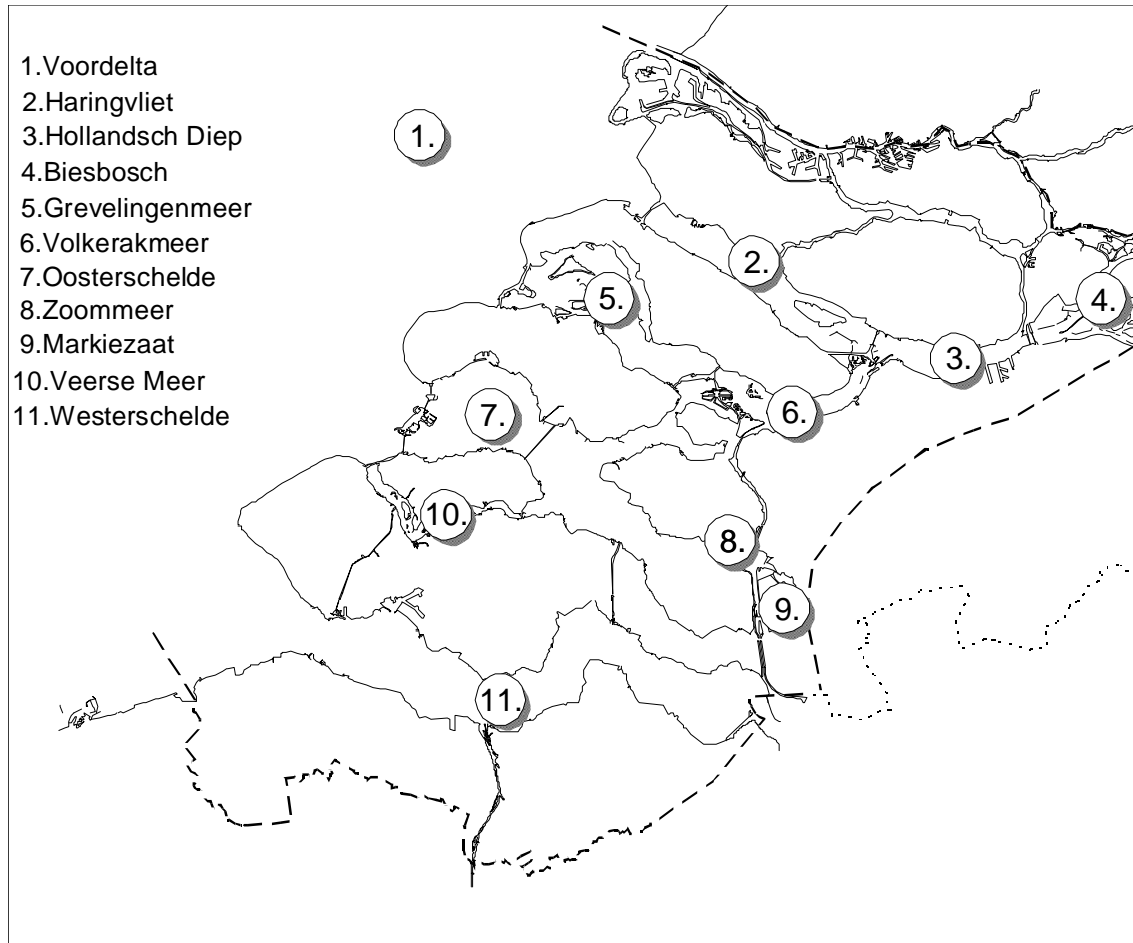 1.Voordelta
2.Haringvliet
3.Hollandsch Diep
4.Biesbosch
5.Grevelingenmeer
6.Volkerakmeer
7.Oosterschelde
8.Zoommeer
9.Markiezaat
10.Veerse Meer
11.Westerschelde
1.
2.
5.
4.
3.
6.
7.
10.
8.
9.
11.